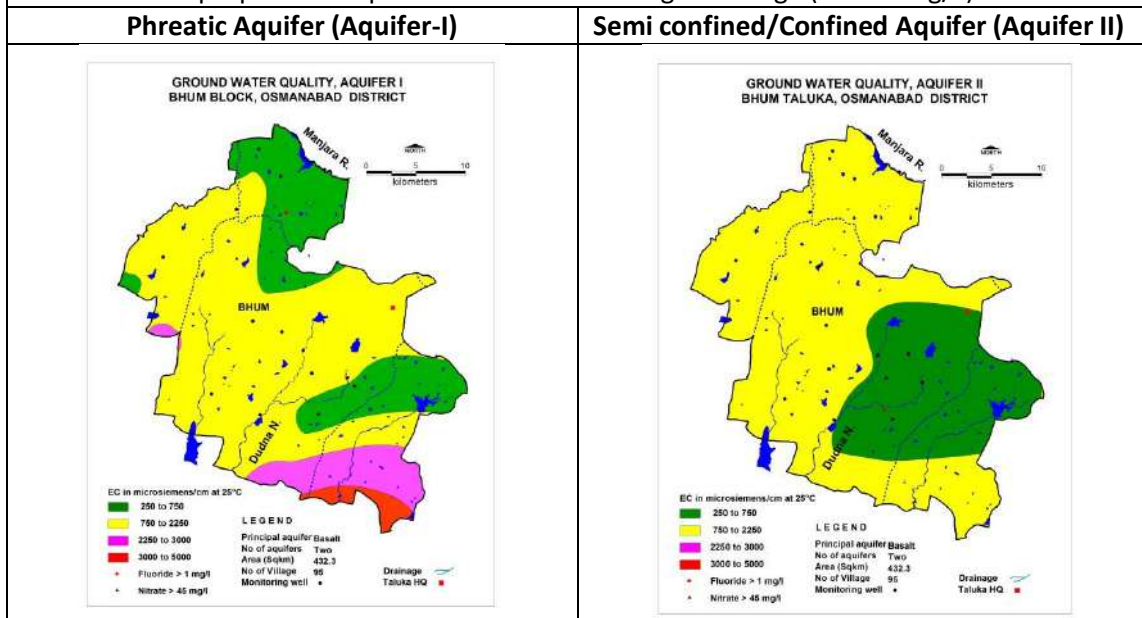 Phreatic Aquifer (Aquifer-I)
Semi confined/Confined Aquifer (Aquifer II)
GROUND WATER QUALITY, AQUIFER I
BHUM BLOCK, OSMANABAD DISTRICT
Manjara R.
NORTH
0 5 10
kilometers
BHUM
Dudna N.
EC in microsiemens/cm at 25°C
250 to 750
750 to 2250
2250 to 3000
3000 to 5000
Fluoride > 1 mg/l
Nitrate > 45 mg/l
LEGEND
Principal aquifer Basalt
No of aquifers Two
Area (Sqkm) 432.3
No of Village 95
Monitoring well
Drainage
Taluka HQ
GROUND WATER QUALITY, AQUIFER II
BHUM TALUKA, OSMANABAD DISTRICT
Manjara R.
NORTH
0 5 10
kilometers
BHUM
Dudna N.
EC in microsiemens/cm at 25°C
250 to 750
750 to 2250
2250 to 3000
3000 to 5000
Fluoride > 1 mg/l
Nitrate > 45 mg/l
LEGEND
Principal aquifer Basalt
No of aquifers Two
Area (Sqkm) 432.3
No of Village 95
Monitoring well
Drainage
Taluka HQ